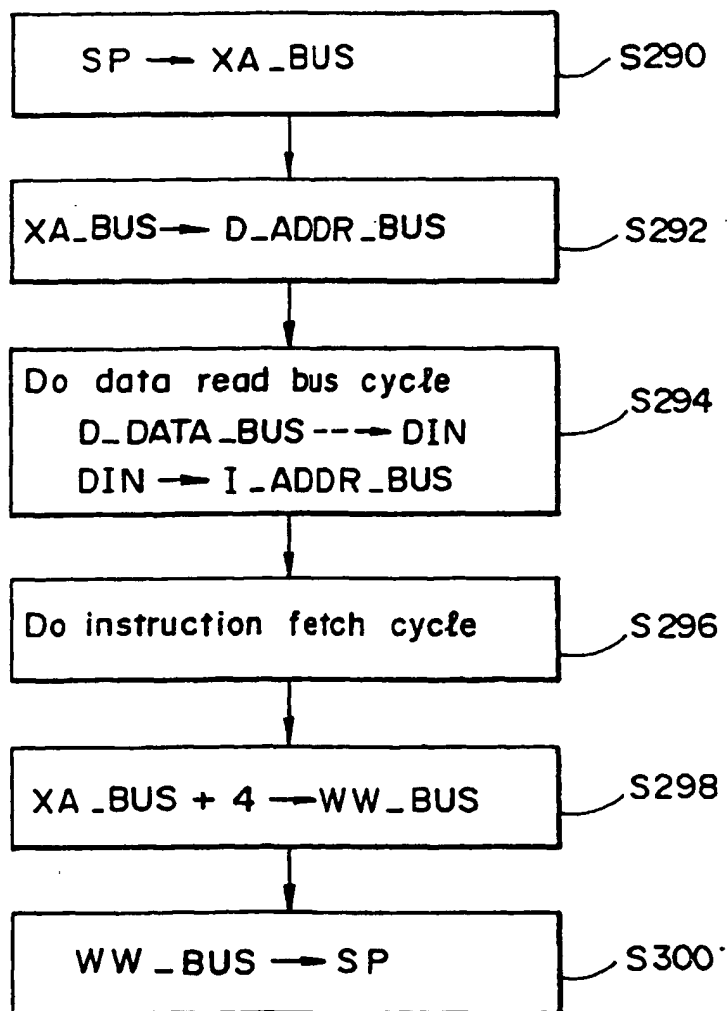 SP → XA_BUS
S290
XA_BUS → D_ADDR_BUS
S292
Do data read bus cycle
D_DATA_BUS ---→ DIN
DIN → I_ADDR_BUS
S294
Do instruction fetch cycle
S296
XA_BUS + 4 → WW_BUS
S298
WW_BUS → SP
S300